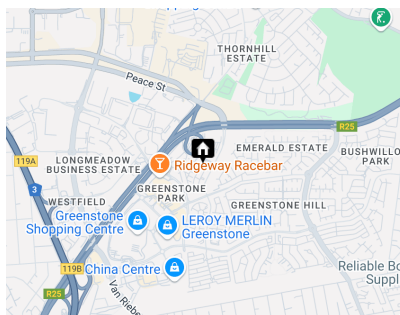 THORNHILL
ESTATE
Peace St
R25
EMERALD ESTATE
BUSHWILLO
PARK
119A
LONGMEADOW
BUSINESS ESTATE
Ridgeway Racebar
3
WESTFIELD
GREENSTONE
PARK
GREENSTONE HILL
Greenstone
Shopping Centre
LEROY MERLIN
Greenstone
119B
China Centre
Reliable Bo
Suppl
R25
Van Riebe